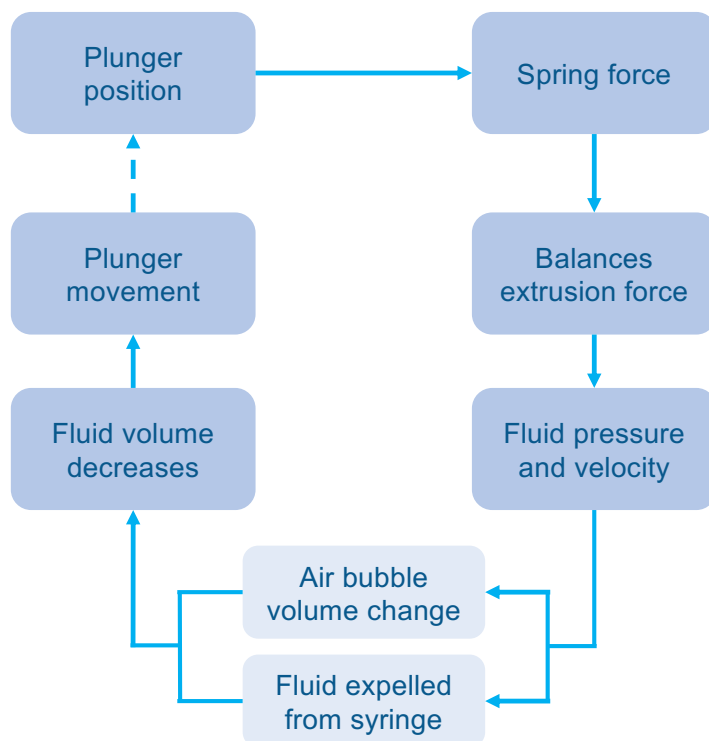 Plunger
position
Spring force
Plunger
movement
Balances
extrusion force
Fluid volume
decreases
Fluid pressure
and velocity
Air bubble
volume change
Fluid expelled
from syringe